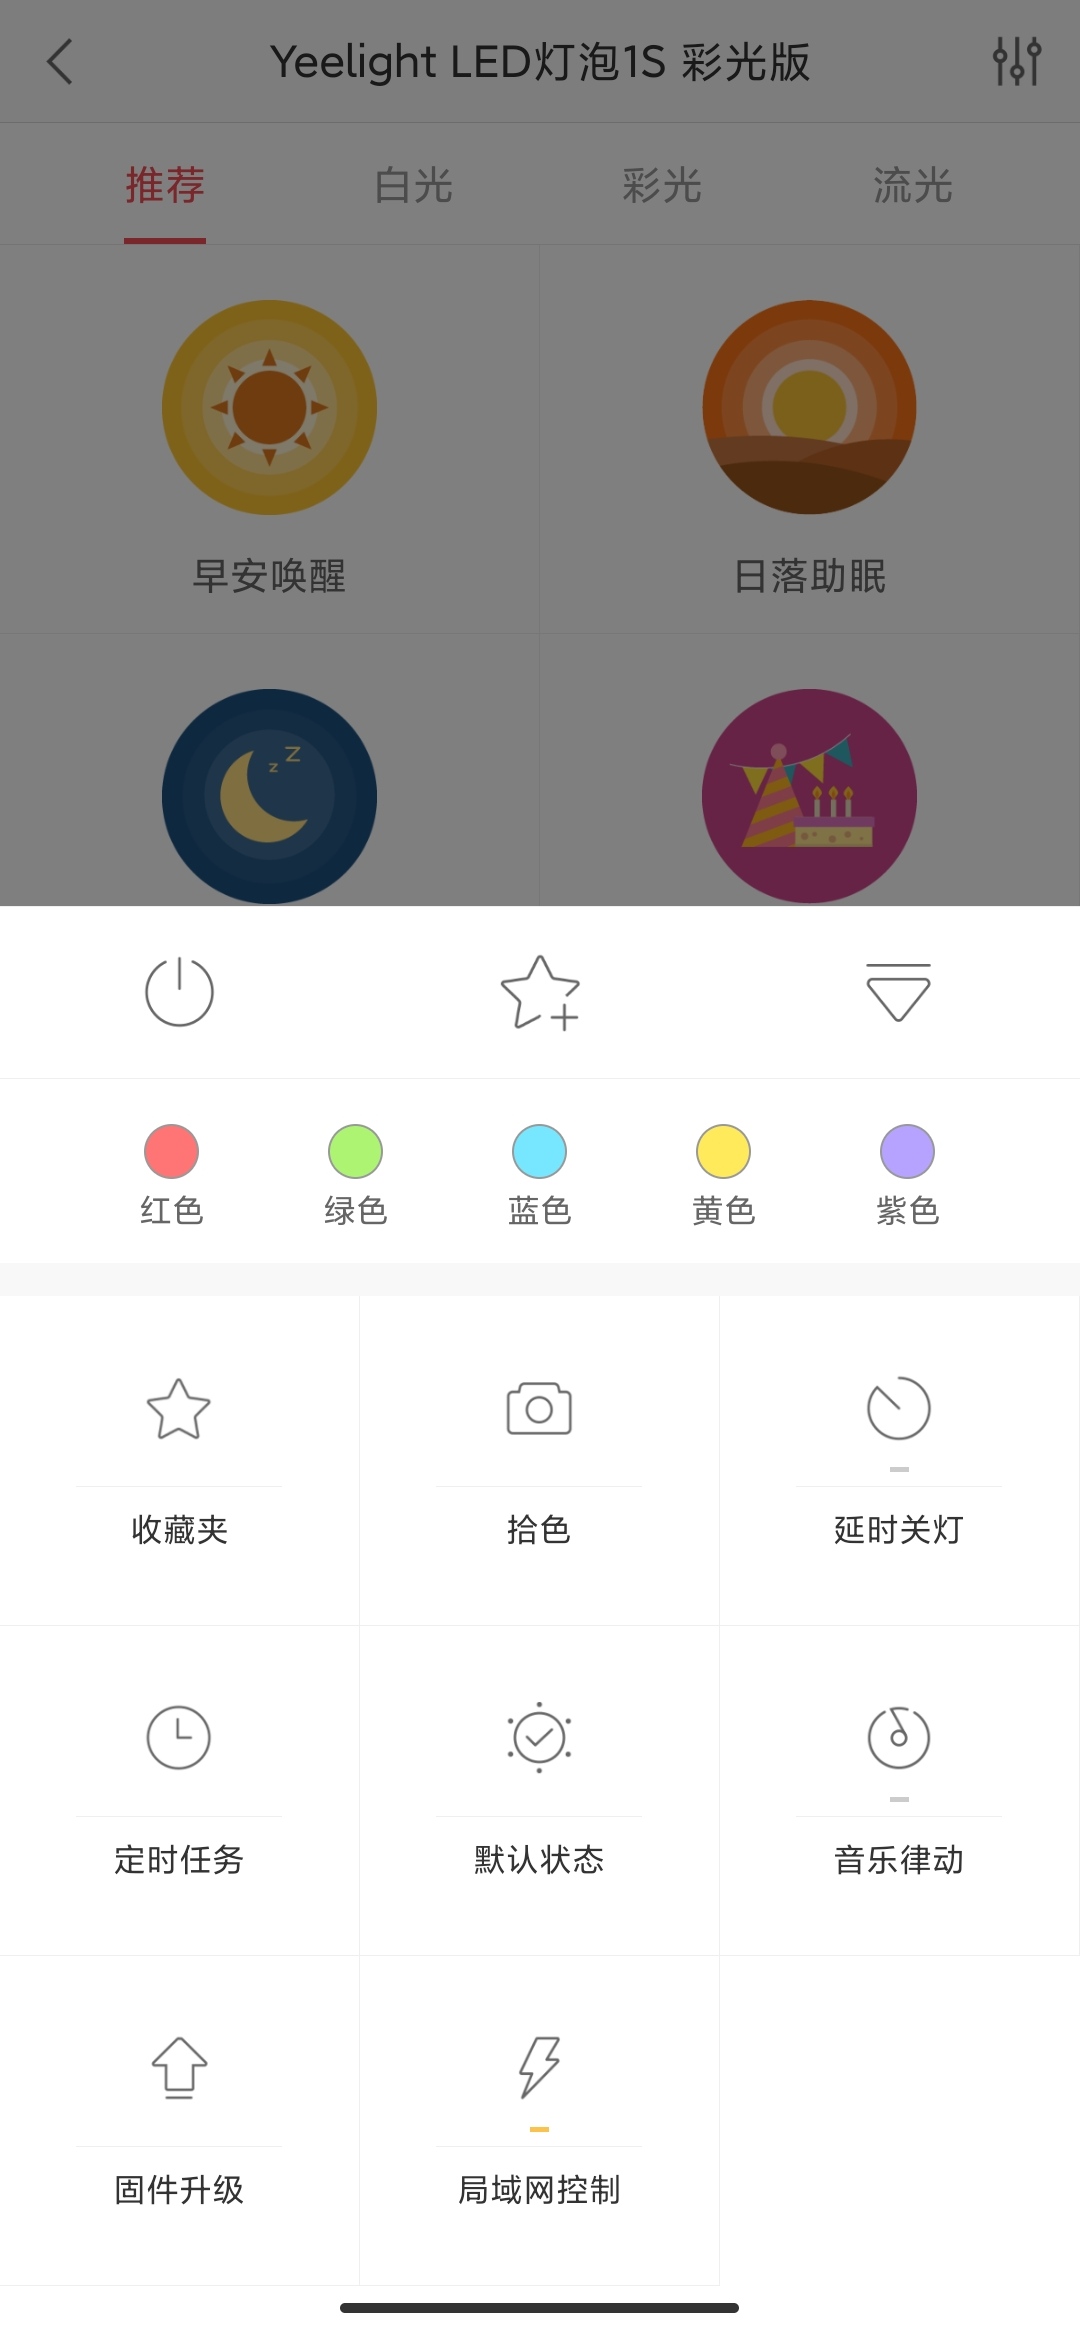 Yeelight LED灯泡1S 彩光版
推荐 白光 彩光 流光
早安唤醒 日落助眠
z z
红色 绿色 蓝色 黄色 紫色
收藏夹 拾色 延时关灯
定时任务 默认状态 音乐律动
固件升级 局域网控制